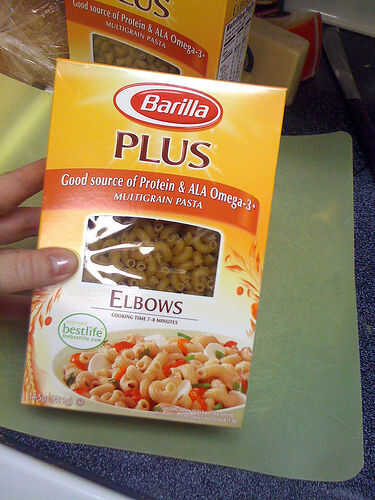 PLUS
Good source of Protein & ALA Omega-3*
MULTIGRAIN PASTA
Barilla
PLUS
Good source of Protein & ALA Omega-3*
MULTIGRAIN PASTA
ELBOWS
COOKING TIME 7-8 MINUTES
bestlife